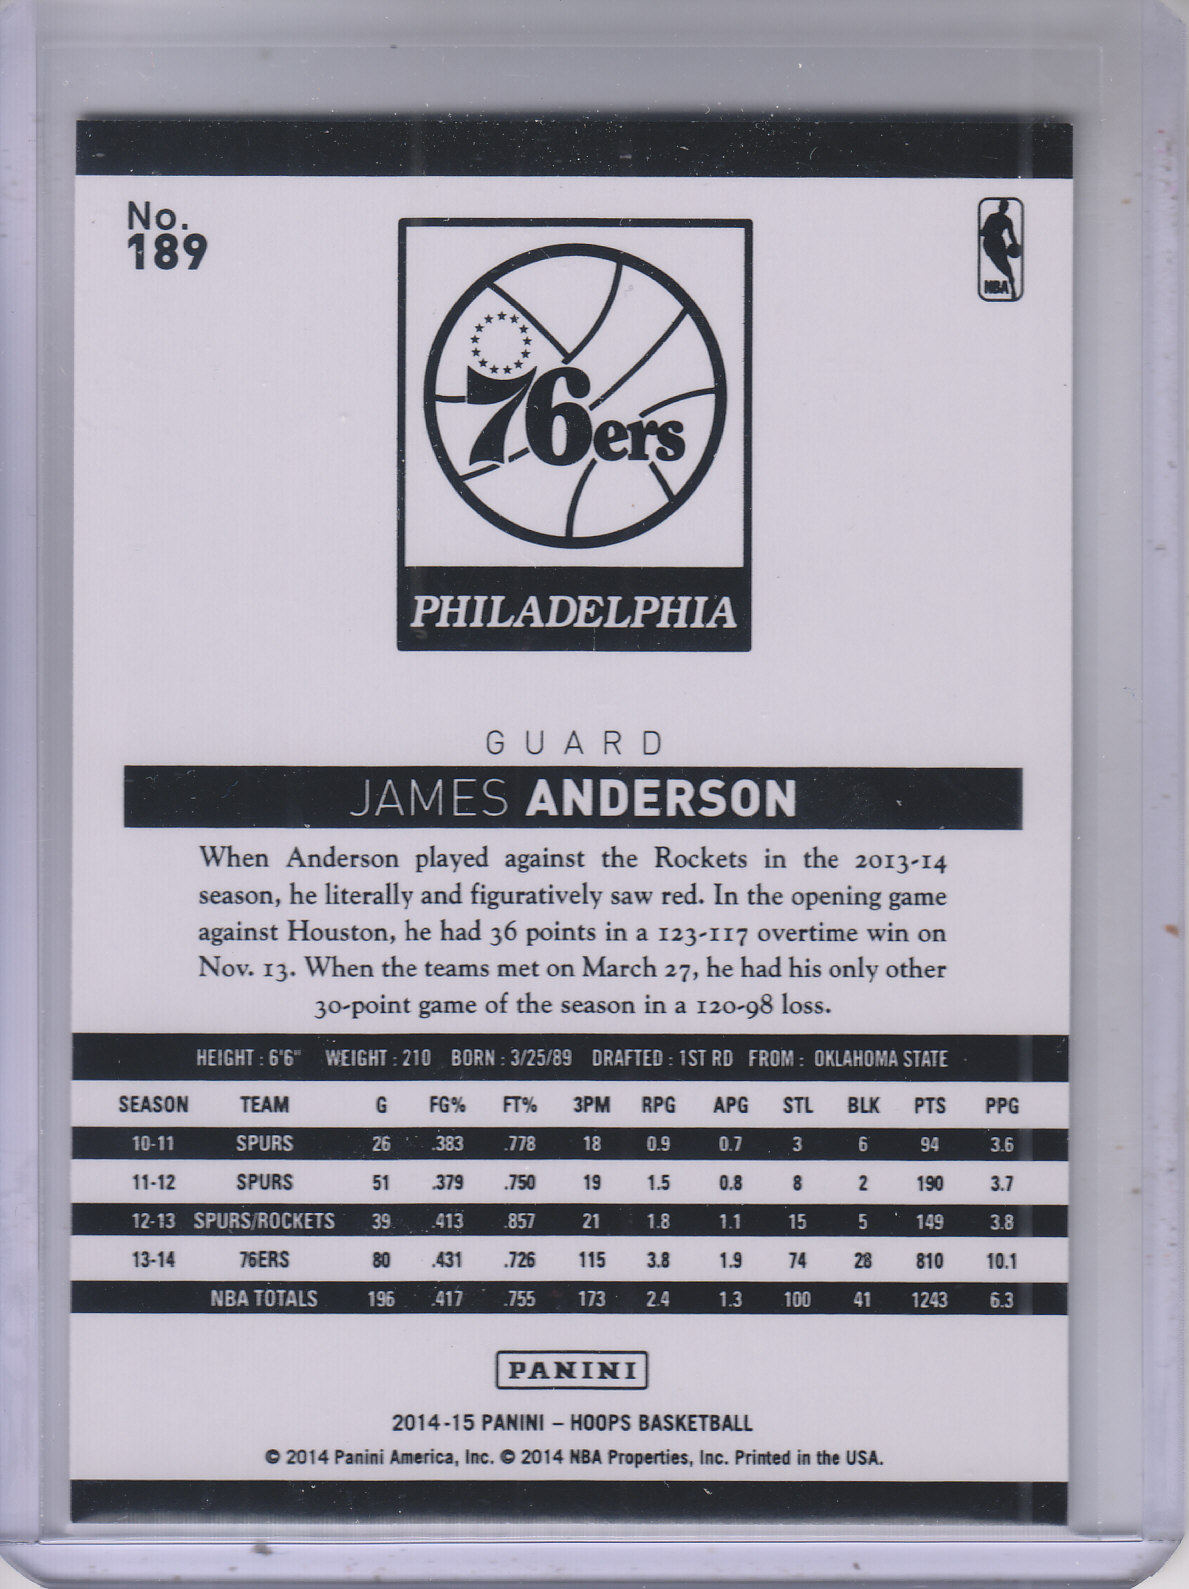 No.
189
NBA
76ers
PHILADELPHIA
GUARD
JAMES ANDERSON
When Anderson played against the Rockets in the 2013-14
season, he literally and figuratively saw red. In the opening game
against Houston, he had 36 points in a 123-117 overtime win on
Nov. 13. When the teams met on March 27, he had his only other
30-point game of the season in a 120-98 loss.
HEIGHT : 6'6" WEIGHT : 210 BORN : 3/25/89 DRAFTED : 1ST RD FROM : OKLAHOMA STATE
SEASON TEAM G FG% FT% 3PM RPG APG STL BLK PTS PPG
10-11 SPURS 26 .383 .778 18 0.9 0.7 3 6 94 3.6
11-12 SPURS 51 .379 .750 19 1.5 0.8 8 2 190 3.7
12-13 SPURS/ROCKETS 39 .413 .857 21 1.8 1.1 15 5 149 3.8
13-14 76ERS 80 .431 .726 115 3.8 1.9 74 28 810 10.1
NBA TOTALS 196 .417 .755 173 2.4 1.3 100 41 1243 6.3
PANINI
2014-15 PANINI – HOOPS BASKETBALL
© 2014 Panini America, Inc. © 2014 NBA Properties, Inc. Printed in the USA.